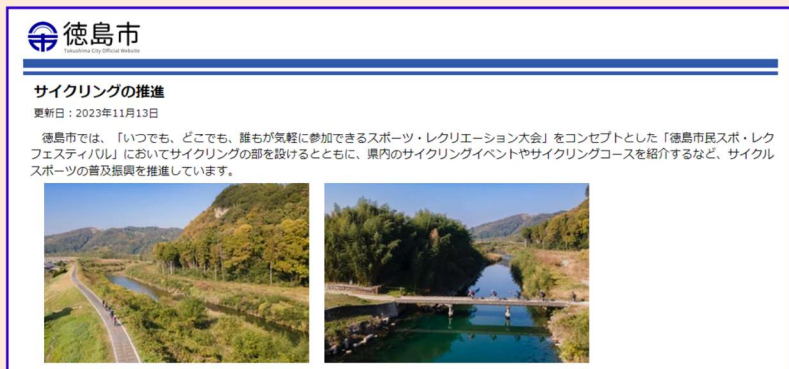 徳島市
Tokushima City Official Website
サイクリングの推進
更新日：2023年11月13日
徳島市では、「いつでも、どこでも、誰もが気軽に参加できるスポーツ・レクリエーション大会」をコンセプトとした「徳島市民スポ・レク
フェスティバル」においてサイクリングの部を設けるとともに、県内のサイクリングイベントやサイクリングコースを紹介するなど、サイクル
スポーツの普及振興を推進しています。